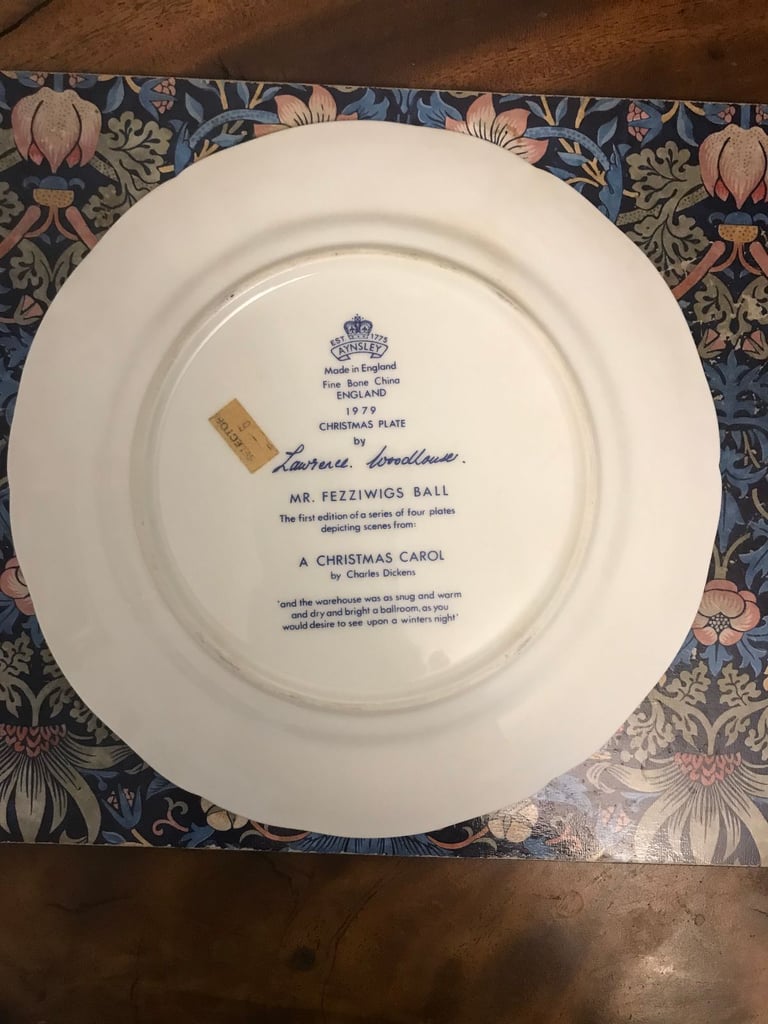 EST 1775
AYNSLEY
Made in England
Fine Bone China
ENGLAND
1979
CHRISTMAS PLATE
by
Lawrence. Woodhouse.
MR. FEZZIWIGS BALL
The first edition of a series of four plates
depicting scenes from:
A CHRISTMAS CAROL
by Charles Dickens
'and the warehouse was as snug and warm
and dry and bright a ballroom, as you
would desire to see upon a winters night'
SELECTOR